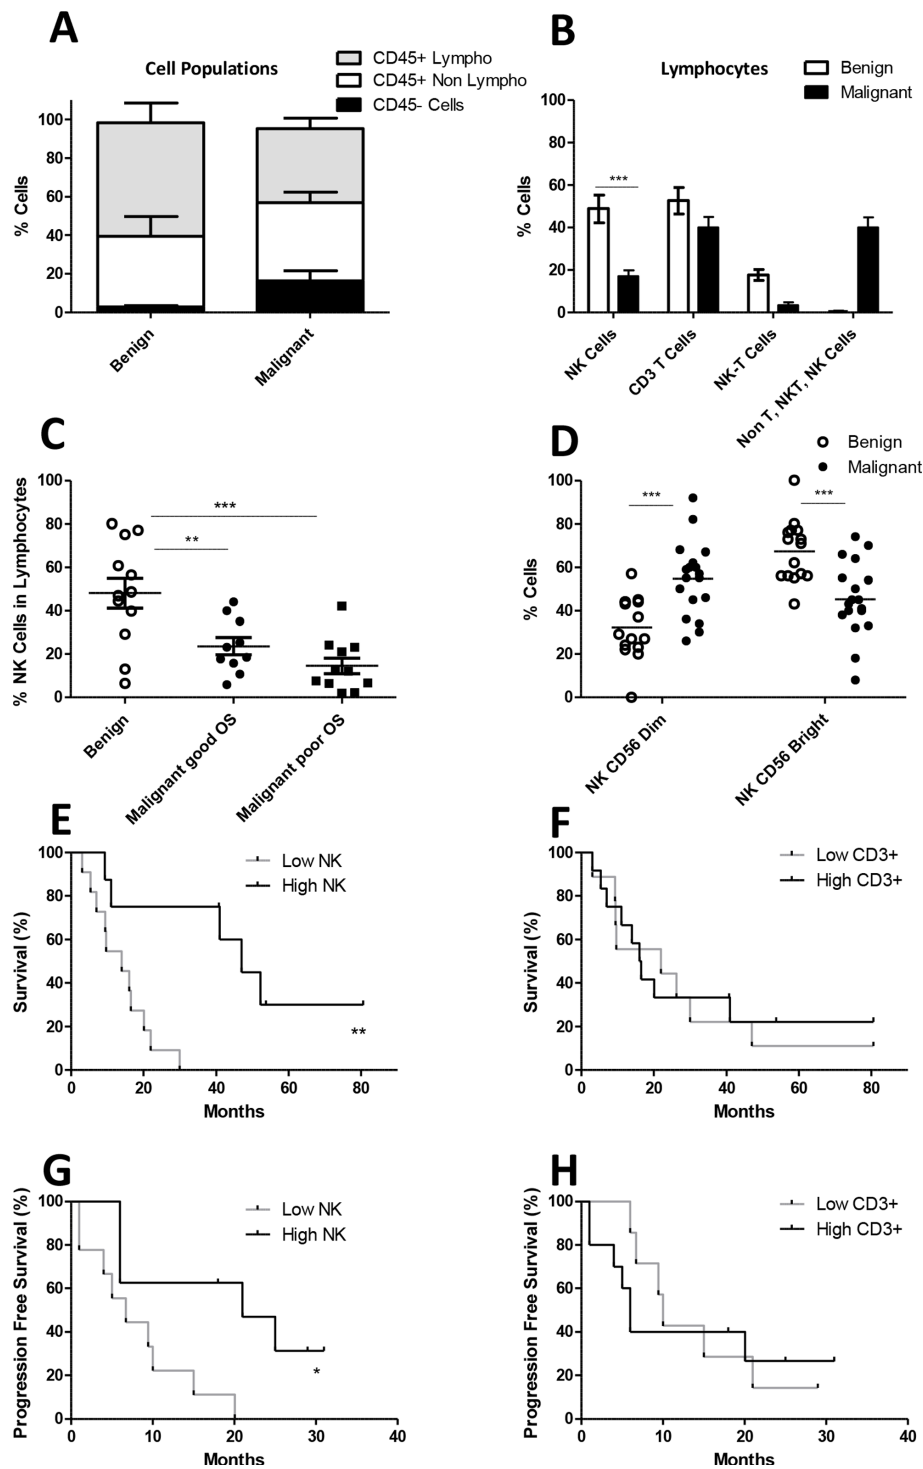 A
Cell Populations
CD45+ Lympho
CD45+ Non Lympho
CD45- Cells
% Cells
100
80
60
40
20
0
Benign
Malignant
B
Lymphocytes
Benign
Malignant
% Cells
100
80
60
40
20
0
***
NK Cells
CD3 T Cells
NK-T Cells
Non T, NKT, NK Cells
C
% NK Cells in Lymphocytes
100
80
60
40
20
0
***
**
Benign
Malignant good OS
Malignant poor OS
D
Benign
Malignant
% Cells
100
80
60
40
20
0
***
***
NK CD56 Dim
NK CD56 Bright
E
Low NK
High NK
Survival (%)
100
80
60
40
20
0
**
0 20 40 60 80
Months
F
Low CD3+
High CD3+
Survival (%)
100
80
60
40
20
0
0 20 40 60 80
Months
G
Low NK
High NK
Progression Free Survival (%)
100
80
60
40
20
0
*
0 10 20 30 40
Months
H
Low CD3+
High CD3+
Progression Free Survival (%)
100
80
60
40
20
0
0 10 20 30 40
Months